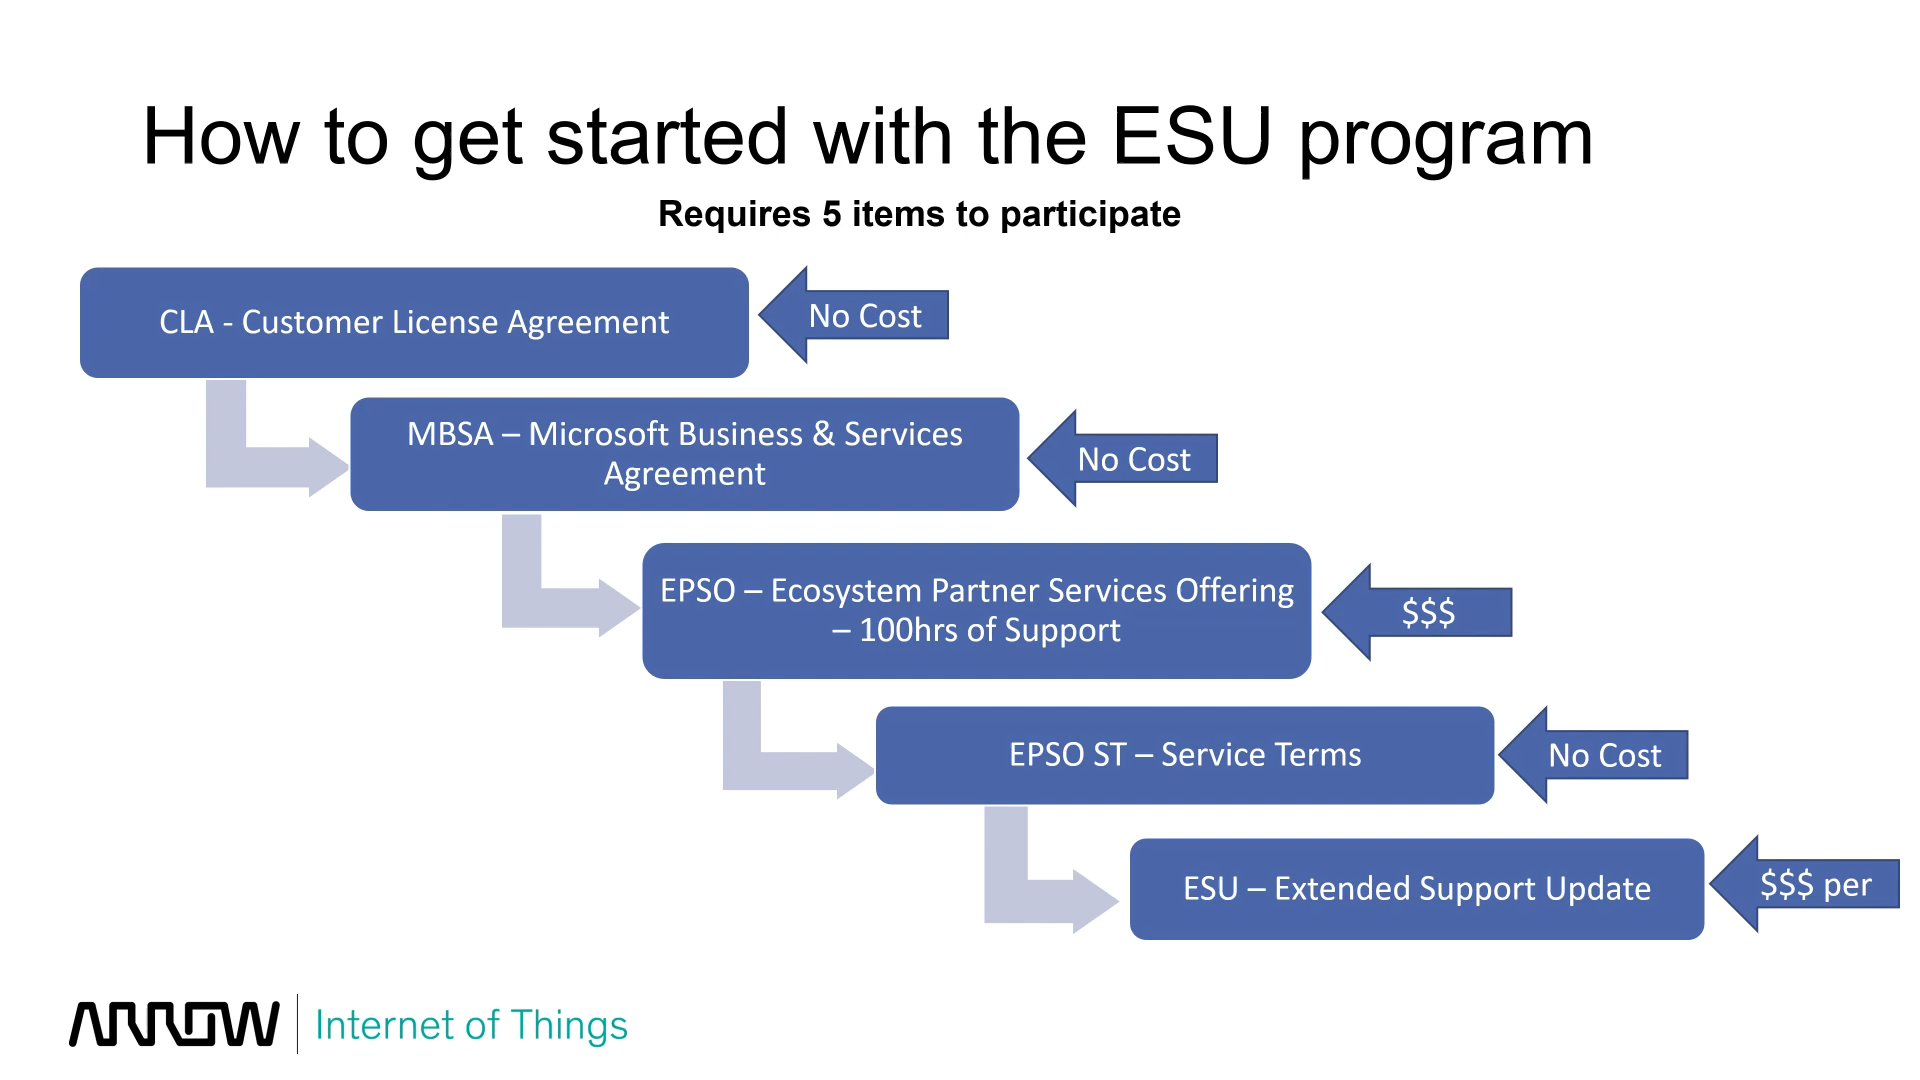 How to get started with the ESU program
Requires 5 items to participate
CLA - Customer License Agreement
No Cost
MBSA – Microsoft Business & Services
Agreement
No Cost
EPSO – Ecosystem Partner Services Offering
– 100hrs of Support
$$$
EPSO ST – Service Terms
No Cost
ESU – Extended Support Update
$$$ per
ARROW
Internet of Things